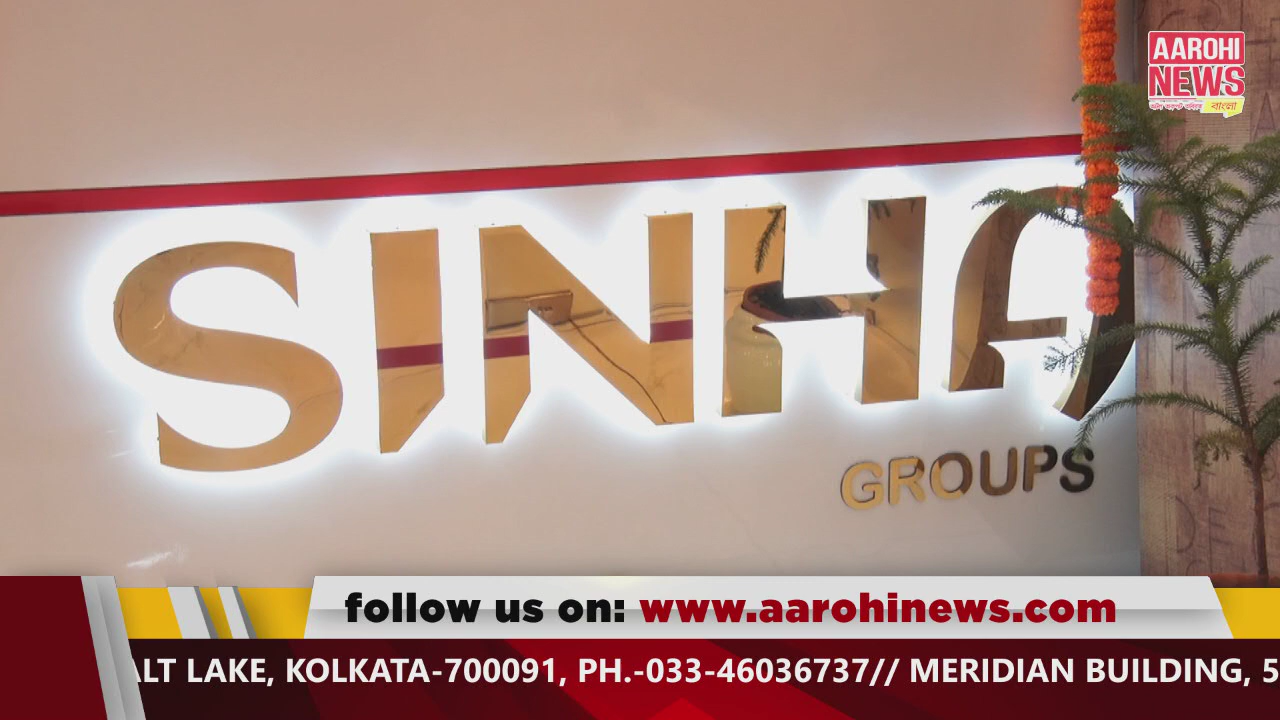 AAROHI
NEWS
বাংলা
SINHA
GROUPS
follow us on: www.aarohinews.com
ALT LAKE, KOLKATA-700091, PH.-033-46036737// MERIDIAN BUILDING, 5